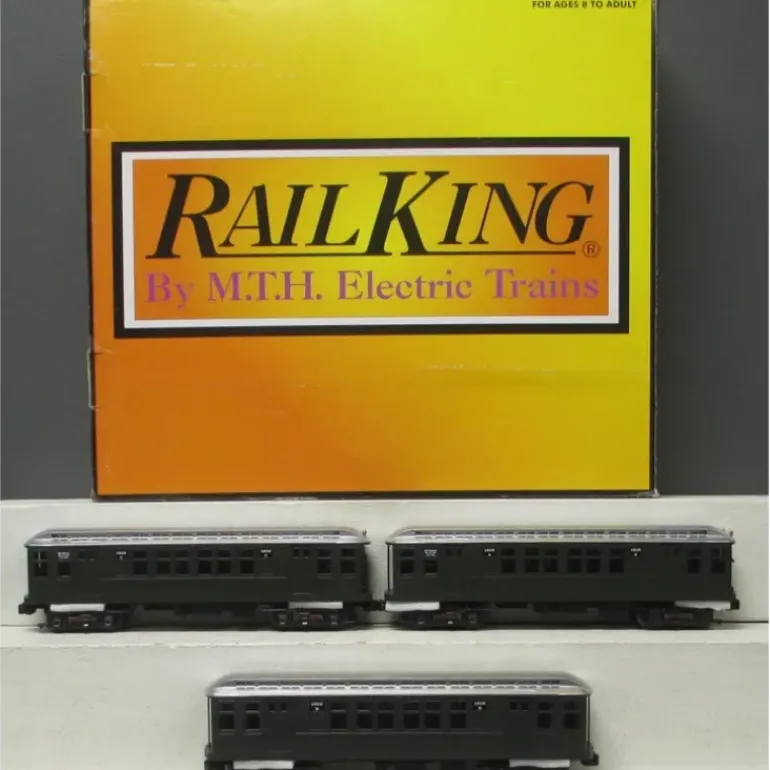 FOR AGES 8 TO ADULT
RAILKING®
By M.T.H. Electric Trains